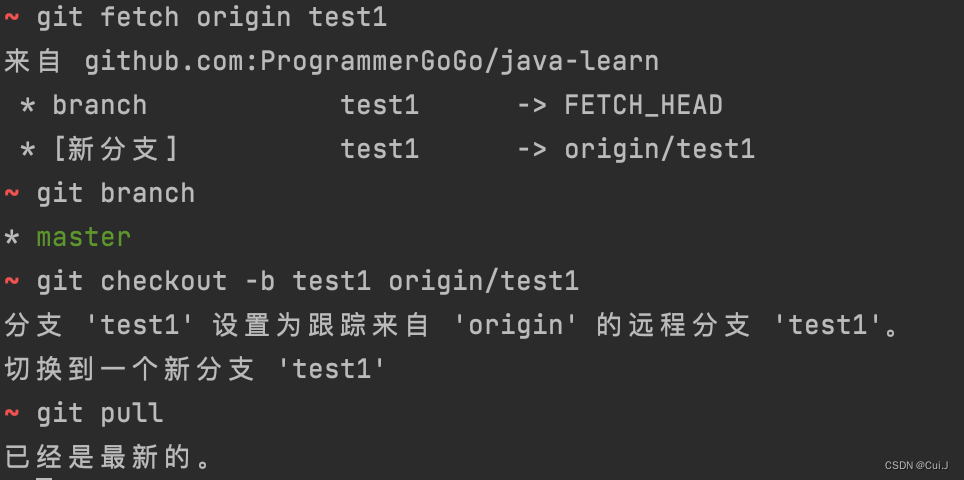 ~ git fetch origin test1
来自 github.com:ProgrammerGoGo/java-learn
 * branch            test1      -> FETCH_HEAD
 * [新分支]          test1      -> origin/test1
~ git branch
* master
~ git checkout -b test1 origin/test1
分支 'test1' 设置为跟踪来自 'origin' 的远程分支 'test1'。
切换到一个新分支 'test1'
~ git pull
已经是最新的。
CSDN @Cui.J